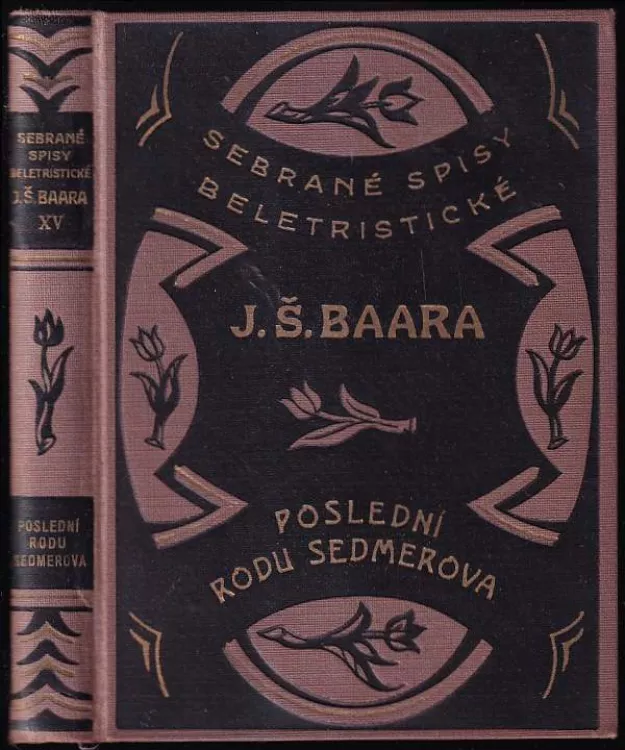 SEBRANÉ
SPISY
BELETRISTICKÉ
J.Š.BAARA
XV
POSLEDNÍ
RODU
SEDMEROVA
SEBRANÉ SPISY
BELETRISTICKÉ
J.Š.BAARA
POSLEDNÍ
RODU SEDMEROVA